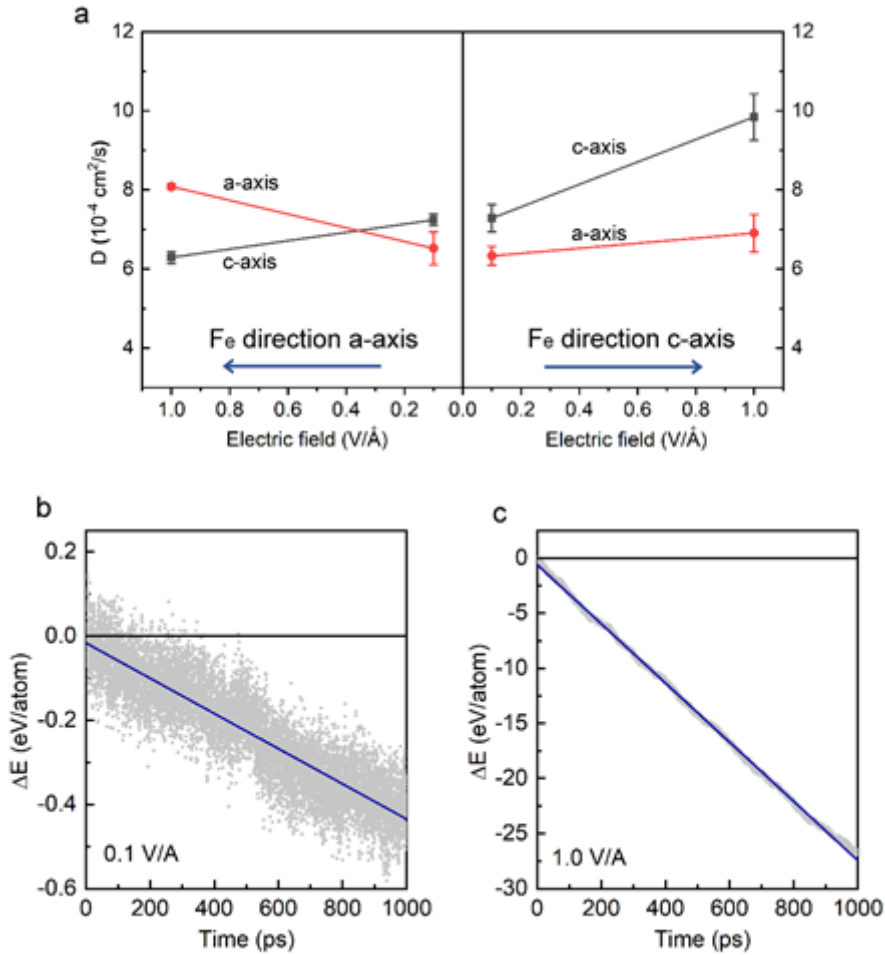 a
12
10
8
6
4
D (10⁻⁴ cm²/s)
a-axis
c-axis
Fₑ direction a-axis
1.0 0.8 0.6 0.4 0.2 0.0
Electric field (V/Å)
c-axis
a-axis
Fₑ direction c-axis
0.2 0.4 0.6 0.8 1.0
Electric field (V/Å)
12
10
8
6
4
b
0.2
0.0
-0.2
-0.4
-0.6
ΔE (eV/atom)
0.1 V/A
0 200 400 600 800 1000
Time (ps)
c
0
-5
-10
-15
-20
-25
-30
ΔE (eV/atom)
1.0 V/A
0 200 400 600 800 1000
Time (ps)